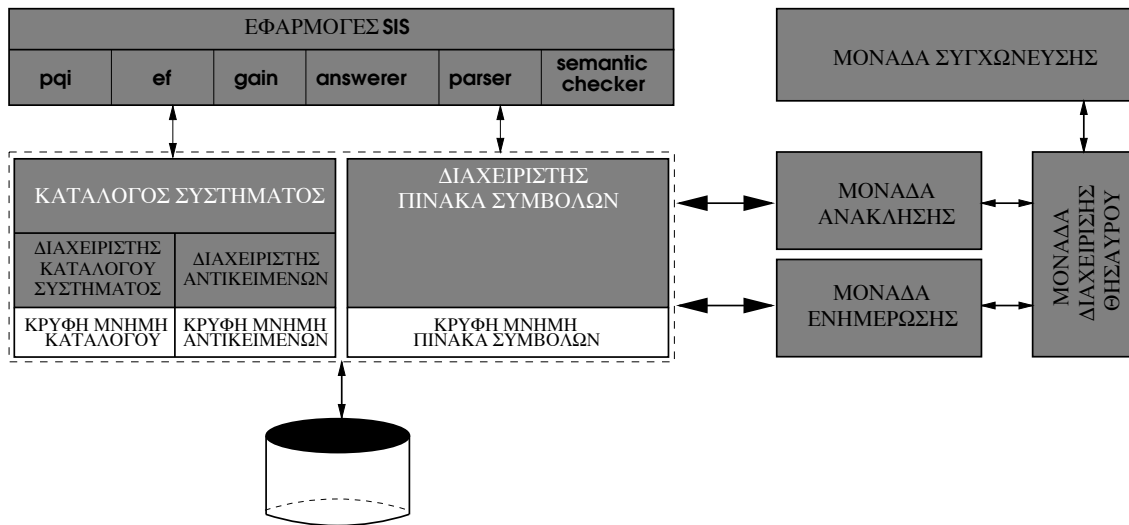 ΕΦΑΡΜΟΓΕΣ SIS
pqi
ef
gain
answerer
parser
semantic
checker
ΜΟΝΑΔΑ ΣΥΓΧΩΝΕΥΣΗΣ
ΚΑΤΑΛΟΓΟΣ ΣΥΣΤΗΜΑΤΟΣ
ΔΙΑΧΕΙΡΙΣΤΗΣ
ΠΙΝΑΚΑ ΣΥΜΒΟΛΩΝ
ΔΙΑΧΕΙΡΙΣΤΗΣ
ΚΑΤΑΛΟΓΟΥ
ΣΥΣΤΗΜΑΤΟΣ
ΔΙΑΧΕΙΡΙΣΤΗΣ
ΑΝΤΙΚΕΙΜΕΝΩΝ
ΚΡΥΦΗ ΜΝΗΜΗ
ΚΑΤΑΛΟΓΟΥ
ΚΡΥΦΗ ΜΝΗΜΗ
ΑΝΤΙΚΕΙΜΕΝΩΝ
ΚΡΥΦΗ ΜΝΗΜΗ
ΠΙΝΑΚΑ ΣΥΜΒΟΛΩΝ
ΜΟΝΑΔΑ
ΑΝΑΚΛΗΣΗΣ
ΜΟΝΑΔΑ
ΕΝΗΜΕΡΩΣΗΣ
ΜΟΝΑΔΑ
ΔΙΑΧΕΙΡΙΣΗΣ
ΘΗΣΑΥΡΟΥ